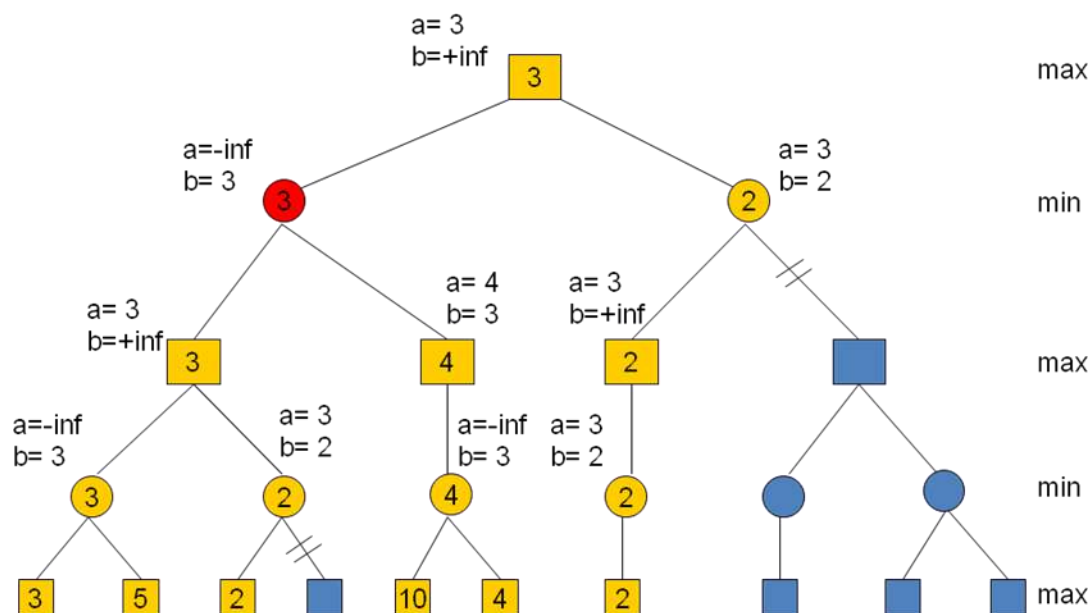 a= 3
b=+inf
3
max
a=-inf
b= 3
3
a= 3
b= 2
2
min
a= 3
b=+inf
3
a= 4
b= 3
4
a= 3
b=+inf
2
max
a=-inf
b= 3
3
a= 3
b= 2
2
a=-inf
b= 3
4
a= 3
b= 2
2
min
3
5
2
10
4
2
max